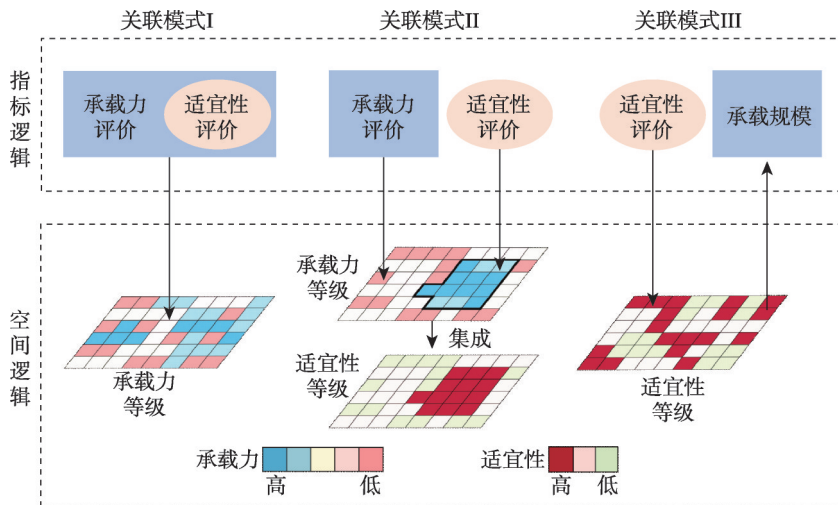 关联模式I
关联模式II
关联模式III
指标逻辑
承载力
评价
适宜性
评价
承载力
评价
适宜性
评价
适宜性
评价
承载规模
空间逻辑
承载力
等级
承载力
等级
集成
适宜性
等级
适宜性
等级
承载力
高
低
适宜性
高
低